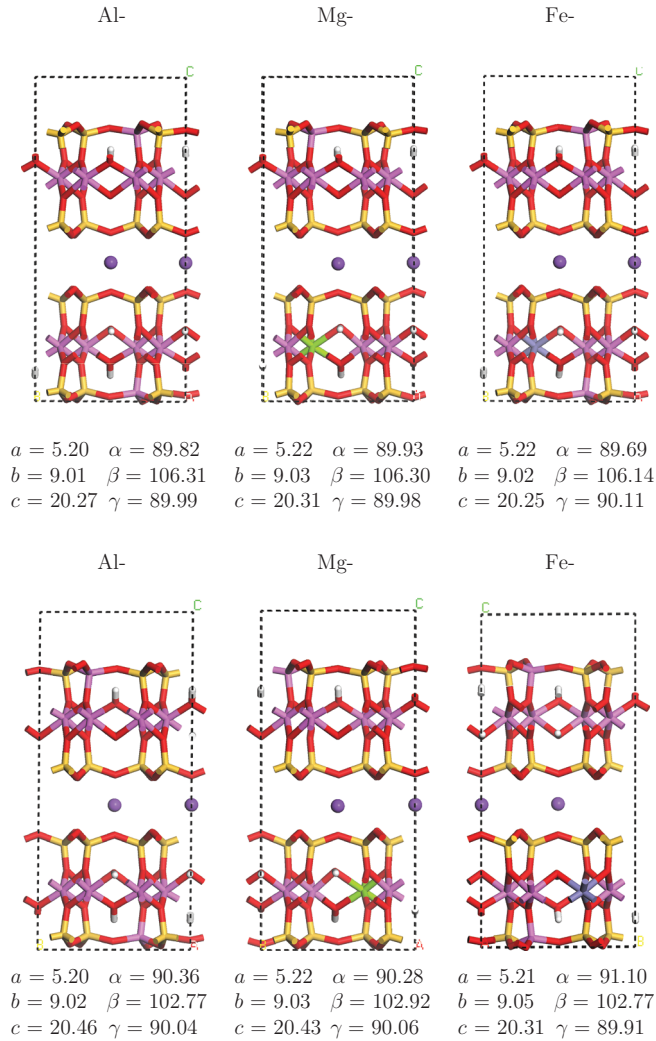 Al- Mg- Fe-
C C C
B A B A B A
a = 5.20 α = 89.82 a = 5.22 α = 89.93 a = 5.22 α = 89.69
b = 9.01 β = 106.31 b = 9.03 β = 106.30 b = 9.02 β = 106.14
c = 20.27 γ = 89.99 c = 20.31 γ = 89.98 c = 20.25 γ = 90.11
Al- Mg- Fe-
C C C
B A A B
a = 5.20 α = 90.36 a = 5.22 α = 90.28 a = 5.21 α = 91.10
b = 9.02 β = 102.77 b = 9.03 β = 102.92 b = 9.05 β = 102.77
c = 20.46 γ = 90.04 c = 20.43 γ = 90.06 c = 20.31 γ = 89.91